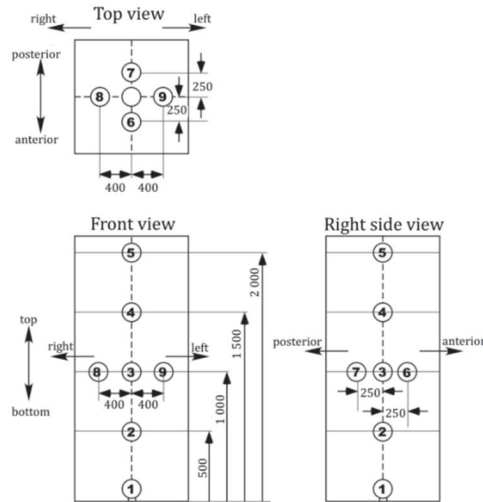 Top view
right left
posterior
7
250
8 9
250
6
anterior
400 400
Front view
Right side view
5 5
2 000
4 4
1 500
top
right left
posterior anterior
8 3 9
7 3 6
400 400
250
250
bottom
1 000
2 2
500
1 1